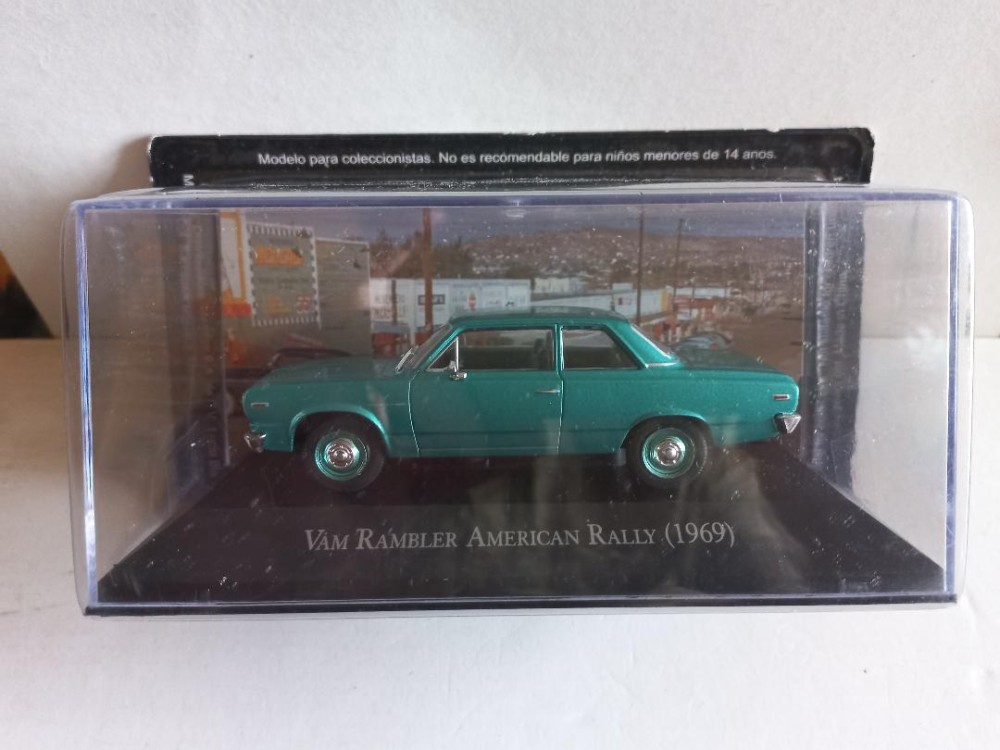 Modelo para coleccionistas. No es recomendable para niños menores de 14 anos.
M
VAM RAMBLER AMERICAN RALLY (1969)